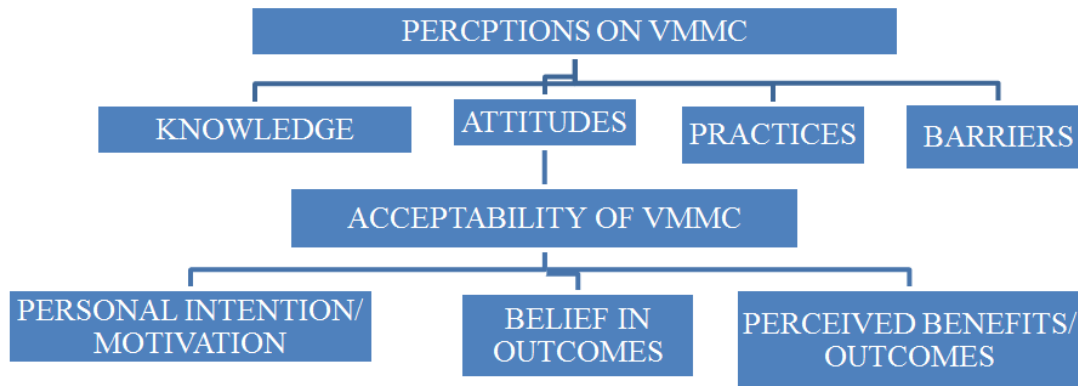 PERCPTIONS ON VMMC
KNOWLEDGE
ATTITUDES
PRACTICES
BARRIERS
ACCEPTABILITY OF VMMC
PERSONAL INTENTION/
MOTIVATION
BELIEF IN
OUTCOMES
PERCEIVED BENEFITS/
OUTCOMES